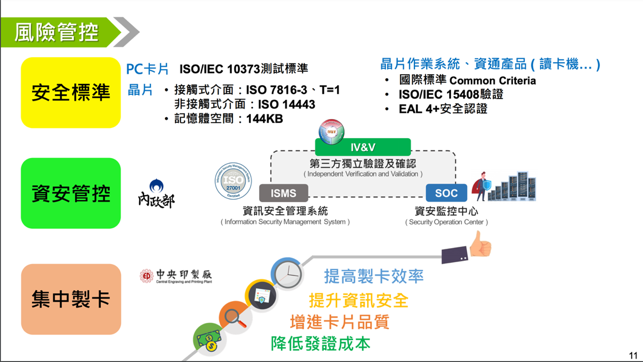 風險管控
安全標準
PC卡片 ISO/IEC 10373測試標準
晶片 • 接觸式介面：ISO 7816-3、T=1
非接觸式介面：ISO 14443
• 記憶體空間：144KB
晶片作業系統、資通產品 ( 讀卡機… )
• 國際標準 Common Criteria
• ISO/IEC 15408驗證
• EAL 4+安全認證
資安管控
內政部
IV&V
第三方獨立驗證及確認
( Independent Verification and Validation )
ISO
27001
ISMS
資訊安全管理系統
( Information Security Management System )
SOC
資安監控中心
( Security Operation Center )
集中製卡
中央印製廠
Central Engraving and Printing Plant
提高製卡效率
提升資訊安全
增進卡片品質
降低發證成本
11